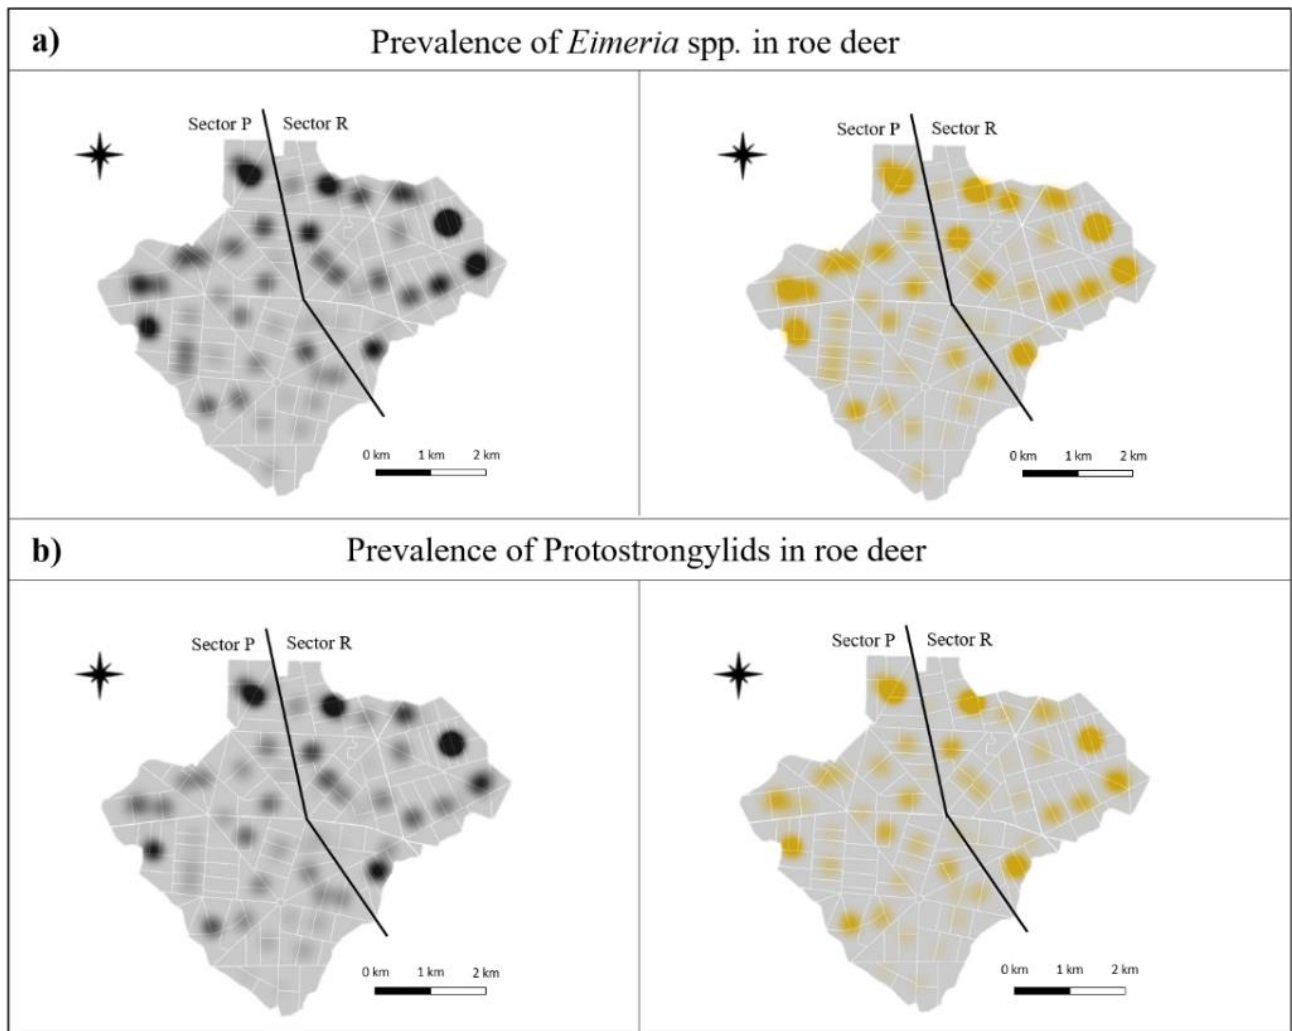 a)
Prevalence of Eimeria spp. in roe deer
Sector P
Sector R
0 km 1 km 2 km
Sector P
Sector R
0 km 1 km 2 km
b)
Prevalence of Protostrongylids in roe deer
Sector P
Sector R
0 km 1 km 2 km
Sector P
Sector R
0 km 1 km 2 km